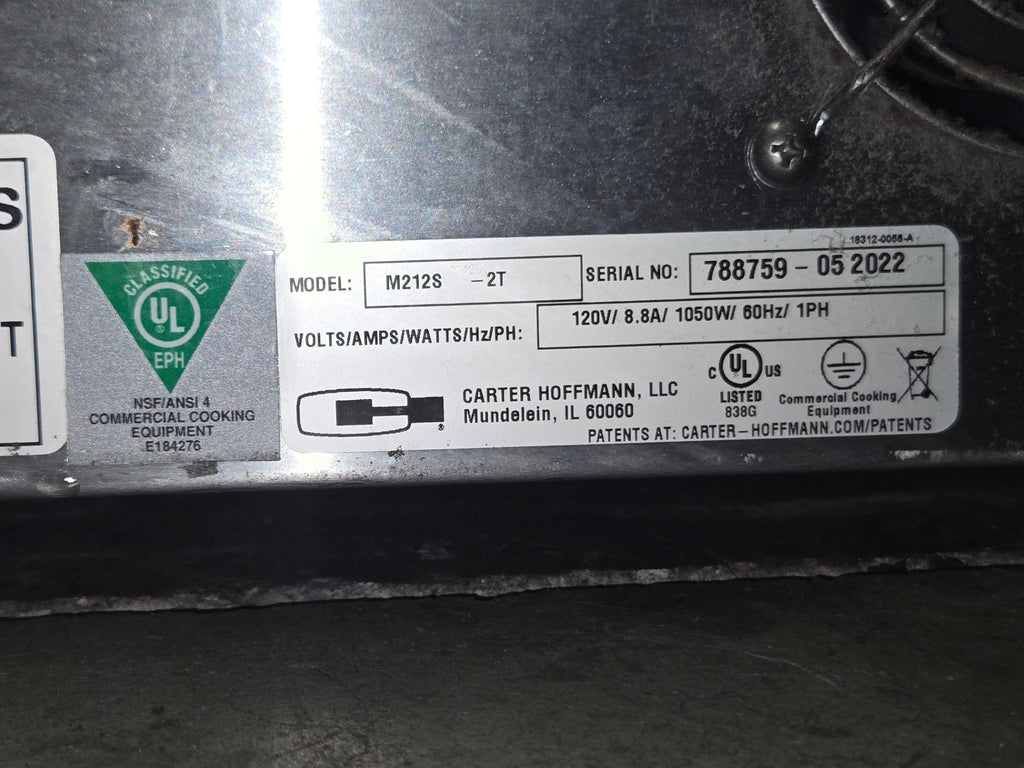 S
T
CLASSIFIED
UL
EPH
NSF/ANSI 4
COMMERCIAL COOKING
EQUIPMENT
E184276
18312-0056-A
MODEL: M212S -2T SERIAL NO: 788759 - 05 2022
VOLTS/AMPS/WATTS/Hz/PH: 120V/ 8.8A/ 1050W/ 60Hz/ 1PH
CARTER HOFFMANN, LLC
Mundelein, IL 60060
C UL US
LISTED
838G
Commercial Cooking
Equipment
PATENTS AT: CARTER-HOFFMANN.COM/PATENTS